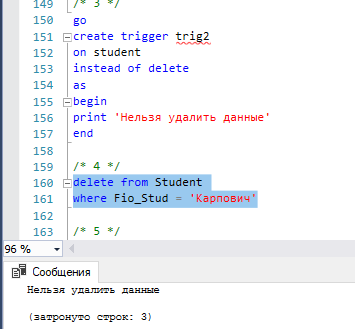 149 /* 3 */
150 go
151 create trigger trig2
152 on student
153 instead of delete
154 as
155 begin
156 print 'Нельзя удалить данные'
157 end
158
159 /* 4 */
160 delete from Student
161 where Fio_Stud = 'Карпович'
162
163 /* 5 */
96 %
Сообщения
Нельзя удалить данные
(затронуто строк: 3)